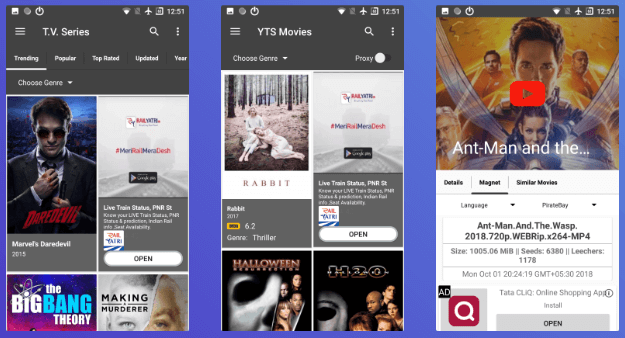 12:51
T.V. Series
Trending
Popular
Top Rated
Updated
Year
Choose Genre
DAREDEVIL
Marvel's Daredevil
2015
RAILYATRI
#MeriRailMeraDesh
Google play
Live Train Status, PNR St
Know your LIVE Train Status, PNR
Status & prediction, Indian Rail
info ,Seat Availability.
RAIL
YATRI
OPEN
the
BIG BANG
THEORY
MAKING
A
MURDERER
12:51
YTS Movies
Choose Genre
Proxy
RABBIT
Rabbit
2017
IMDb 6.2
Genre: Thriller
RAILYATRI
#MeriRailMeraDesh
Google play
Live Train Status, PNR St
Know your LIVE Train Status, PNR
Status & prediction, Indian Rail
info ,Seat Availability.
RAIL
YATRI
OPEN
HALLOWEEN
RESURRECTION
H2O
12:51
Ant-Man and the...
Details
Magnet
Similar Movies
Language
PirateBay
Ant-Man.And.The.Wasp.
2018.720p.WEBRip.x264-MP4
Size: 1005.06 MiB || Seeds: 6380 || Leechers:
1178
Mon Oct 01 20:24:19 GMT+05:30 2018
AD
Tata CLiQ: Online Shopping App
Install
OPEN